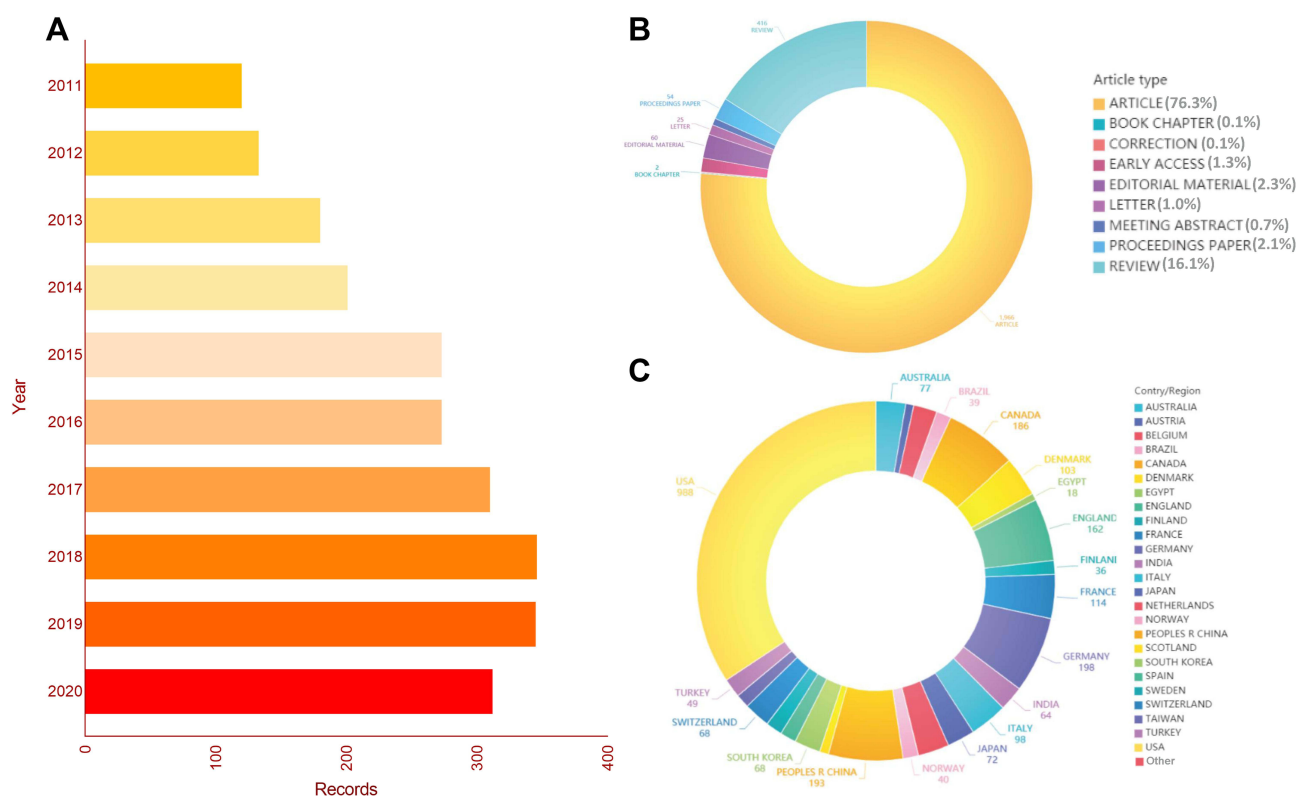 A
2011
2012
2013
2014
2015
2016
2017
2018
2019
2020
Year
0
100
200
300
400
Records
B
416
REVIEW
54
PROCEEDINGS PAPER
25
LETTER
60
EDITORIAL MATERIAL
2
BOOK CHAPTER
1,966
ARTICLE
Article type
ARTICLE (76.3%)
BOOK CHAPTER (0.1%)
CORRECTION (0.1%)
EARLY ACCESS (1.3%)
EDITORIAL MATERIAL (2.3%)
LETTER (1.0%)
MEETING ABSTRACT (0.7%)
PROCEEDINGS PAPER (2.1%)
REVIEW (16.1%)
C
AUSTRALIA
77
BRAZIL
39
CANADA
186
DENMARK
103
EGYPT
18
ENGLAND
162
FINLANI
36
FRANCE
114
GERMANY
198
INDIA
64
ITALY
98
JAPAN
72
NORWAY
40
PEOPLES R CHINA
193
SOUTH KOREA
68
SWITZERLAND
68
TURKEY
49
USA
988
Contry/Region
AUSTRALIA
AUSTRIA
BELGIUM
BRAZIL
CANADA
DENMARK
EGYPT
ENGLAND
FINLAND
FRANCE
GERMANY
INDIA
ITALY
JAPAN
NETHERLANDS
NORWAY
PEOPLES R CHINA
SCOTLAND
SOUTH KOREA
SPAIN
SWEDEN
SWITZERLAND
TAIWAN
TURKEY
USA
Other